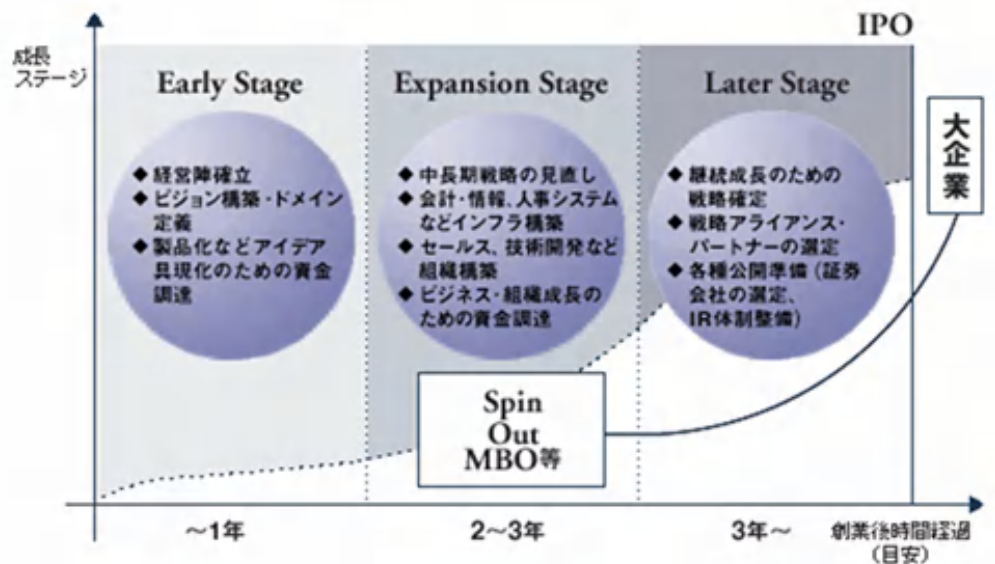 IPO
成長
ステージ
Early Stage
◆ 経営陣確立
◆ ビジョン構築・ドメイン
定義
◆ 製品化などアイデア
具現化のための資金
調達
Expansion Stage
◆ 中長期戦略の見直し
◆ 会計・情報、人事システム
などインフラ構築
◆ セールス、技術開発など
組織構築
◆ ビジネス・組織成長の
ための資金調達
Later Stage
◆ 継続成長のための
戦略確定
◆ 戦略アライアンス・
パートナーの選定
◆ 各種公開準備(証券
会社の選定、
IR体制整備)
大企業
Spin
Out
MBO等
～1年
2～3年
3年～
創業後時間経過
(目安)